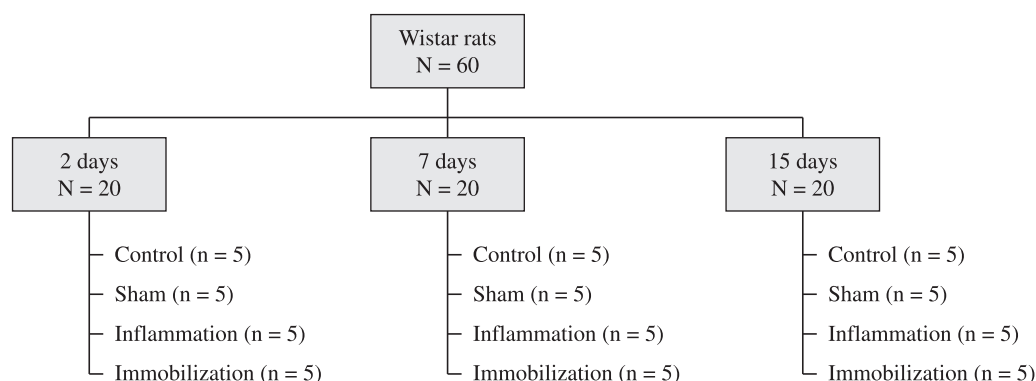 Wistar rats
N = 60
2 days
N = 20
7 days
N = 20
15 days
N = 20
Control (n = 5)
Sham (n = 5)
Inflammation (n = 5)
Immobilization (n = 5)
Control (n = 5)
Sham (n = 5)
Inflammation (n = 5)
Immobilization (n = 5)
Control (n = 5)
Sham (n = 5)
Inflammation (n = 5)
Immobilization (n = 5)